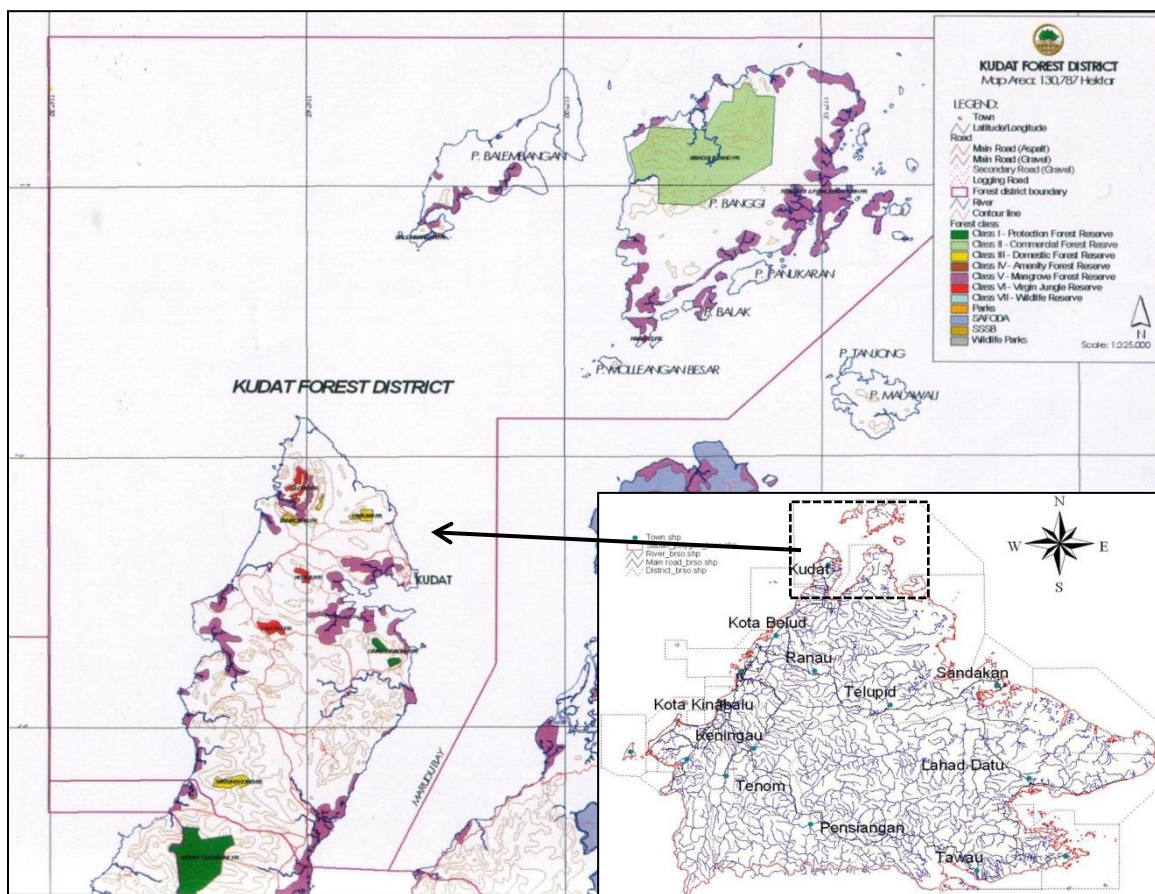 KUDAT FOREST DISTRICT
Map Area: 130,787 Hektar
LEGEND:
Town
Latitude/Longitude
Road
Main Road (Aspalt)
Main Road (Gravel)
Secondary Road (Gravel)
Logging Road
Forest district boundary
River
Contour line
Forest class
Class I - Protection Forest Reserve
Class II - Commercial Forest Reserve
Class III - Domestic Forest Reserve
Class IV - Amenity Forest Reserve
Class V - Mangrove Forest Reserve
Class VI - Virgin Jungle Reserve
Class VII - Wildlife Reserve
Parks
SAFODA
SSSB
Wildlife Parks
N
Scale: 1:325,000
P. BALEMBANGAN
P. BANGGI
P. PANUKARAN
P. BALAK
P. MOLLEANGAN BESAR
P. TANJONG
P. MALAWALI
KUDAT FOREST DISTRICT
KUDAT
MARUDU BAY
Town.shp
River_brso.shp
Main road_brso.shp
District_brso.shp
N
W
E
S
Kudat
Kota Belud
Ranau
Sandakan
Telupid
Kota Kinabalu
Keningau
Lahad Datu
Tenom
Pensiangan
Tawau